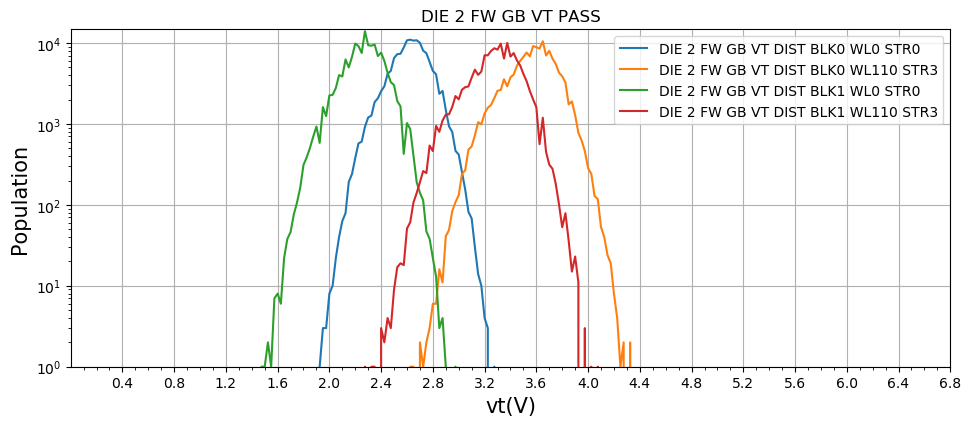 DIE 2 FW GB VT PASS
DIE 2 FW GB VT DIST BLK0 WL0 STR0
DIE 2 FW GB VT DIST BLK0 WL110 STR3
DIE 2 FW GB VT DIST BLK1 WL0 STR0
DIE 2 FW GB VT DIST BLK1 WL110 STR3
Population
10⁴
10³
10²
10¹
10⁰
0.4 0.8 1.2 1.6 2.0 2.4 2.8 3.2 3.6 4.0 4.4 4.8 5.2 5.6 6.0 6.4 6.8
vt(V)